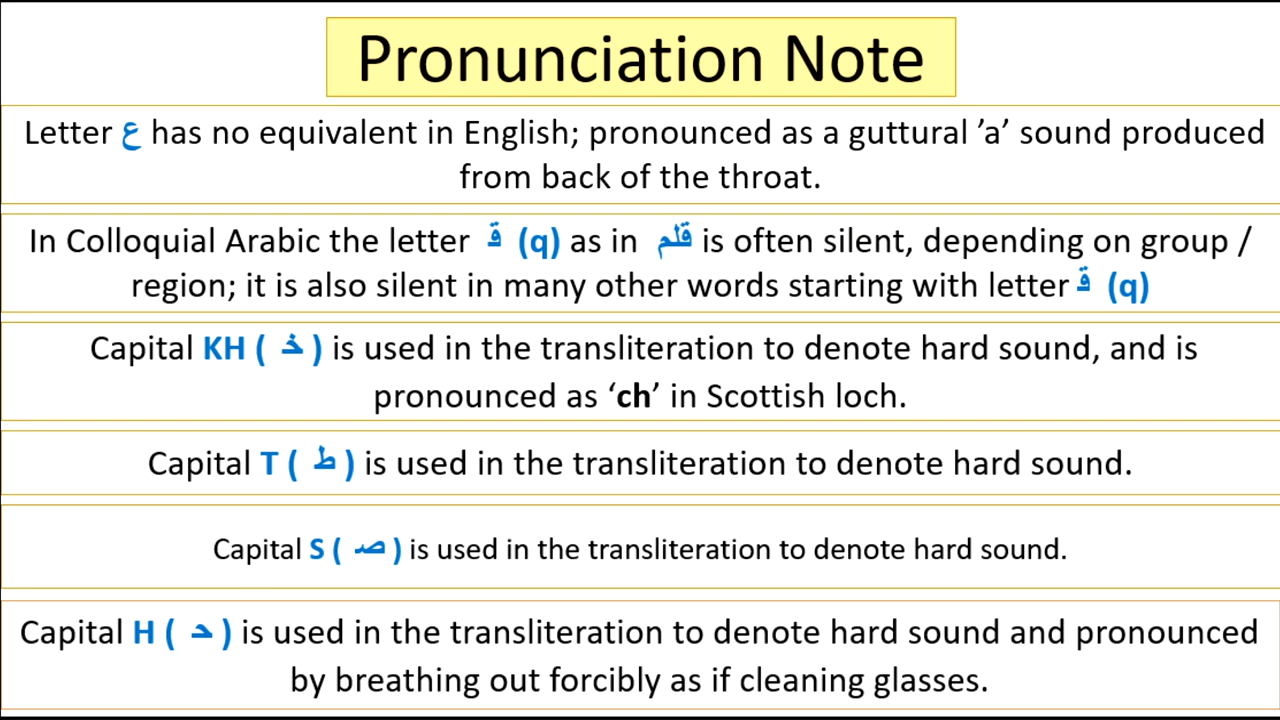 Pronunciation Note
Letter ع has no equivalent in English; pronounced as a guttural ’a’ sound produced
from back of the throat.
In Colloquial Arabic the letter قـ (q) as in قلم is often silent, depending on group /
region; it is also silent in many other words starting with letter قـ (q)
Capital KH ( خـ ) is used in the transliteration to denote hard sound, and is
pronounced as ‘ch’ in Scottish loch.
Capital T ( ط ) is used in the transliteration to denote hard sound.
Capital S ( صـ ) is used in the transliteration to denote hard sound.
Capital H ( حـ ) is used in the transliteration to denote hard sound and pronounced
by breathing out forcibly as if cleaning glasses.